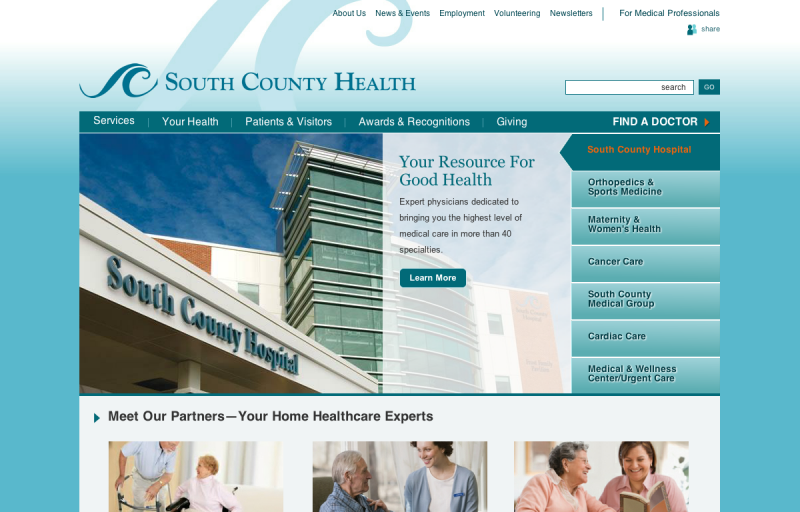 About Us News & Events Employment Volunteering Newsletters For Medical Professionals
share
South County Health
search GO
Services Your Health Patients & Visitors Awards & Recognitions Giving FIND A DOCTOR
Your Resource For
Good Health
Expert physicians dedicated to
bringing you the highest level of
medical care in more than 40
specialties.
Learn More
South County Hospital
South County Hospital
Orthopedics &
Sports Medicine
Maternity &
Women's Health
Cancer Care
South County
Medical Group
Cardiac Care
Medical & Wellness
Center/Urgent Care
Meet Our Partners—Your Home Healthcare Experts